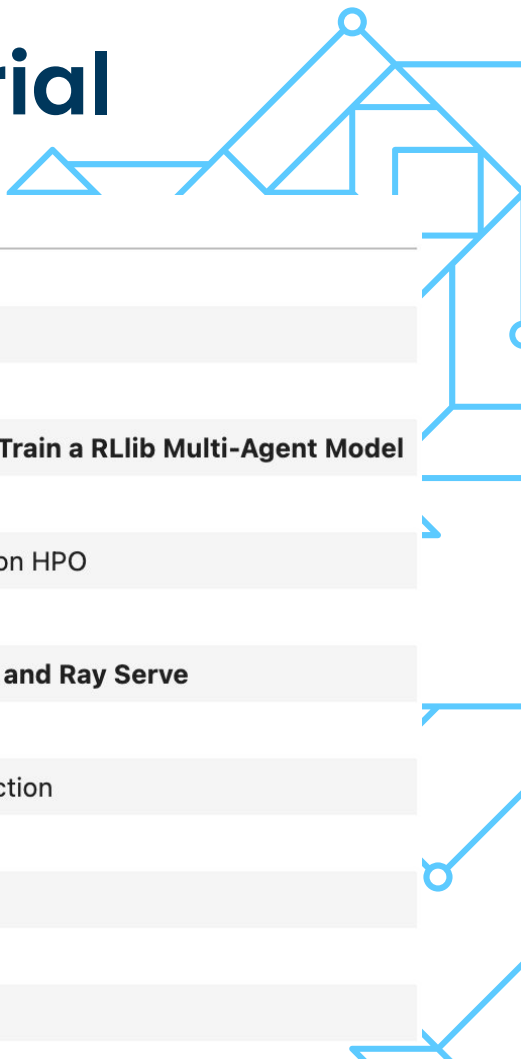 rial
Train a RLlib Multi-Agent Model
on HPO
and Ray Serve
ction